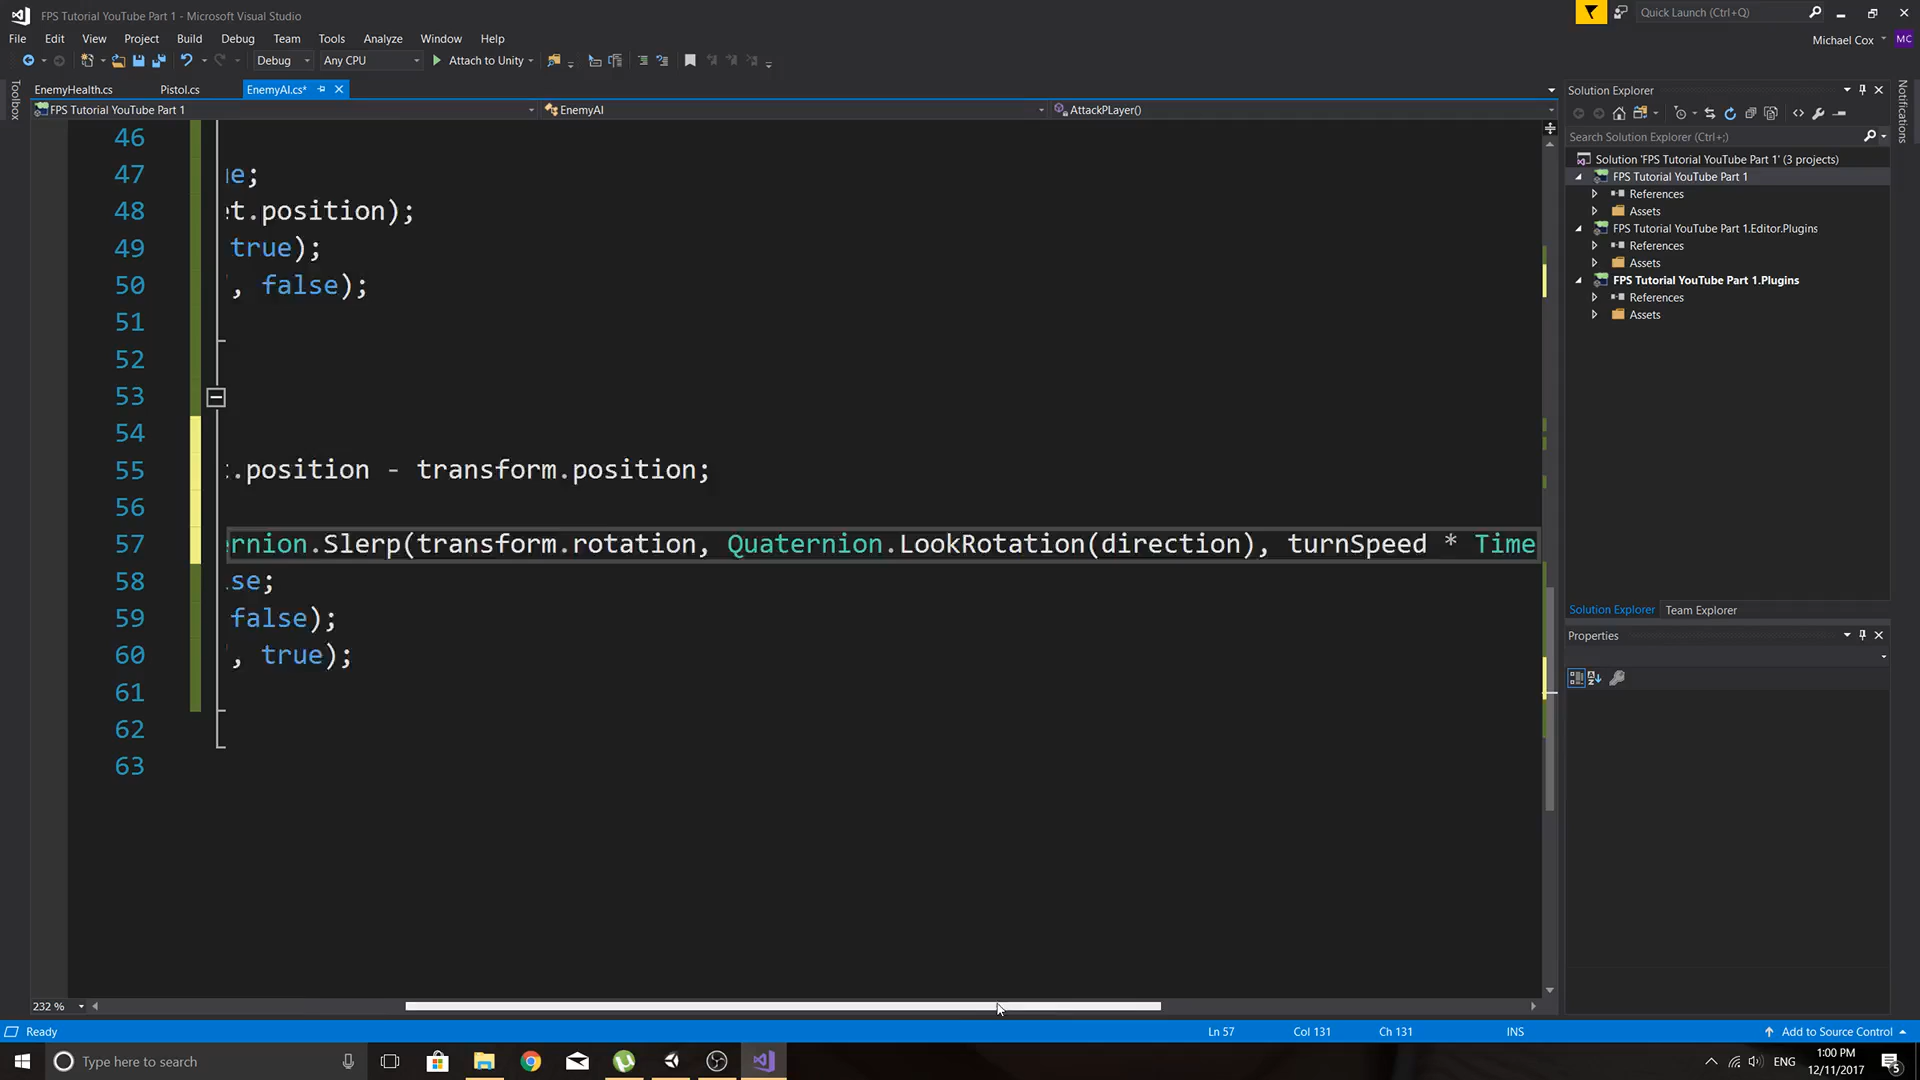 FPS Tutorial YouTube Part 1 - Microsoft Visual Studio
Quick Launch (Ctrl+Q)
File Edit View Project Build Debug Team Tools Analyze Window Help
Michael Cox MC
Debug Any CPU Attach to Unity
Toolbox
EnemyHealth.cs Pistol.cs EnemyAI.cs*
FPS Tutorial YouTube Part 1 EnemyAI AttackPLayer()
46
47 ue;
48 et.position);
49 true);
50 , false);
51
52
53
54
55 .position - transform.position;
56
57 ernion.Slerp(transform.rotation, Quaternion.LookRotation(direction), turnSpeed * Time
58 se;
59 false);
60 , true);
61
62
63
232 %
Solution Explorer
Search Solution Explorer (Ctrl+;)
Solution 'FPS Tutorial YouTube Part 1' (3 projects)
FPS Tutorial YouTube Part 1
References
Assets
FPS Tutorial YouTube Part 1.Editor.Plugins
References
Assets
FPS Tutorial YouTube Part 1.Plugins
References
Assets
Solution Explorer Team Explorer
Properties
Notifications
Ready Ln 57 Col 131 Ch 131 INS Add to Source Control
Type here to search
ENG
1:00 PM
12/11/2017
5